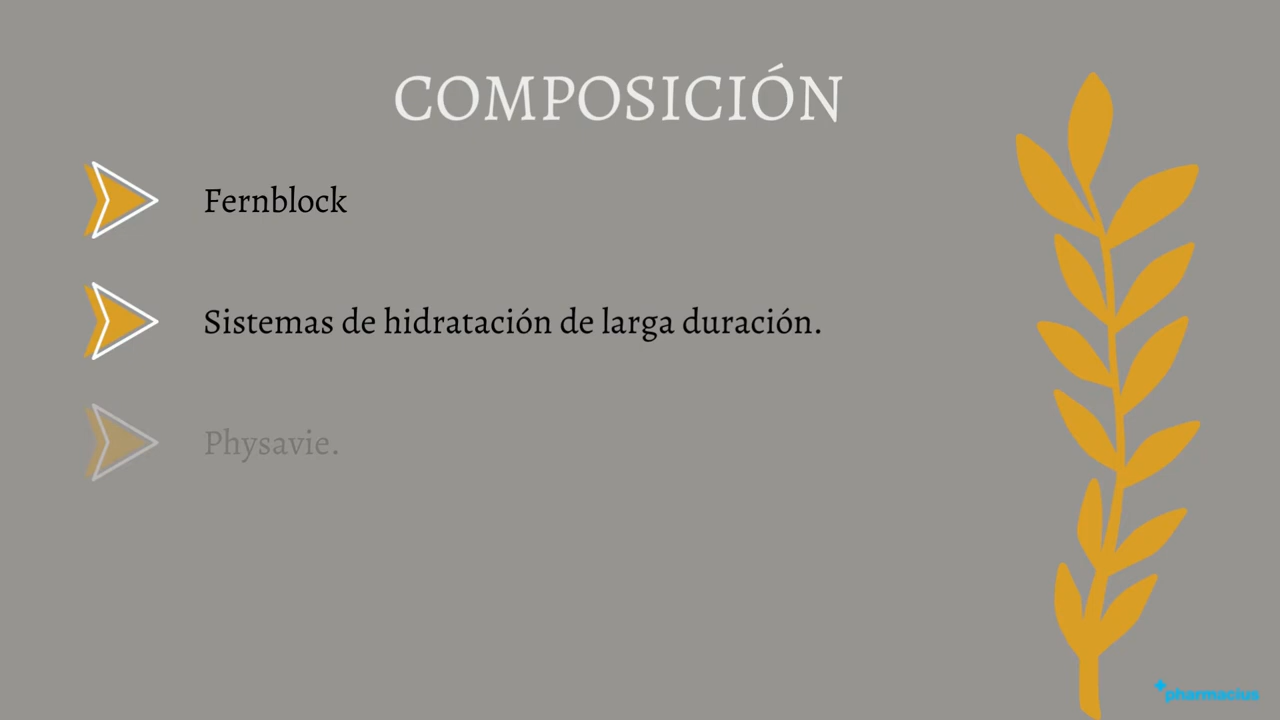 COMPOSICIÓN
Fernblock
Sistemas de hidratación de larga duración.
Physavie.
pharmacius